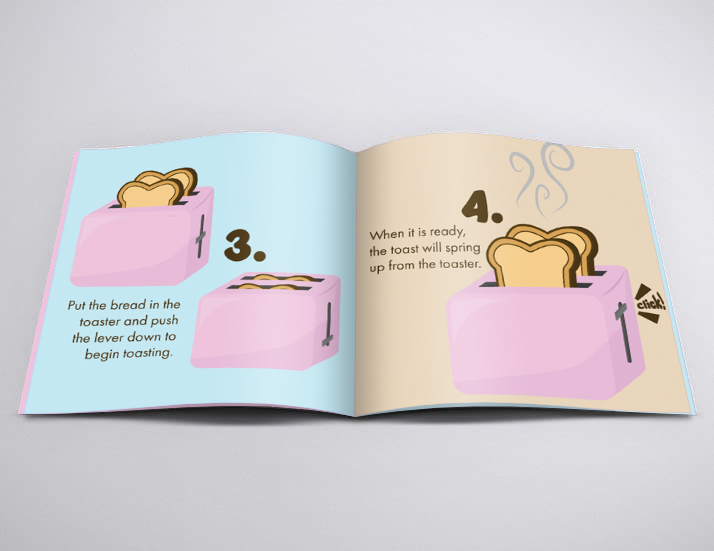 3.
Put the bread in the
toaster and push
the lever down to
begin toasting.
4.
When it is ready,
the toast will spring
up from the toaster.
click!